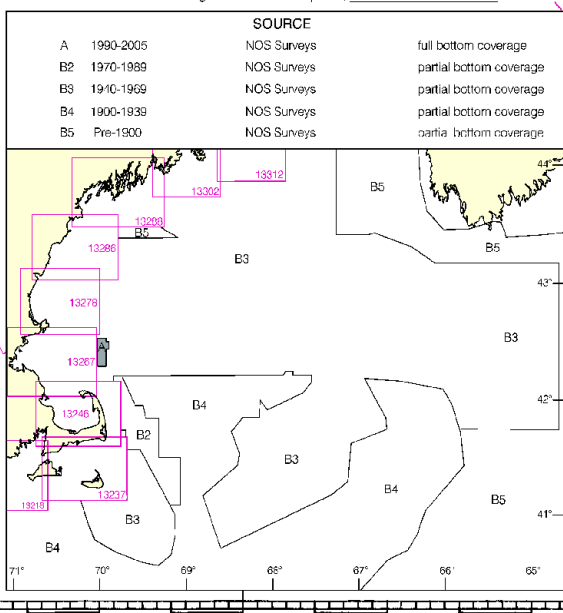 SOURCE
A 1990-2005 NOS Surveys full bottom coverage
B2 1970-1989 NOS Surveys partial bottom coverage
B3 1940-1969 NOS Surveys partial bottom coverage
B4 1900-1939 NOS Surveys partial bottom coverage
B5 Pre-1900 NOS Surveys partial bottom coverage
13312
44°
13302
B5
13288
B5
B5
13286
B3
43°
13278
B3
A
13267
42°
B4
13246
B2
B3
B4
B5
13237
13218
41°
B3
B4
71° 70° 69° 68° 67° 66° 65°